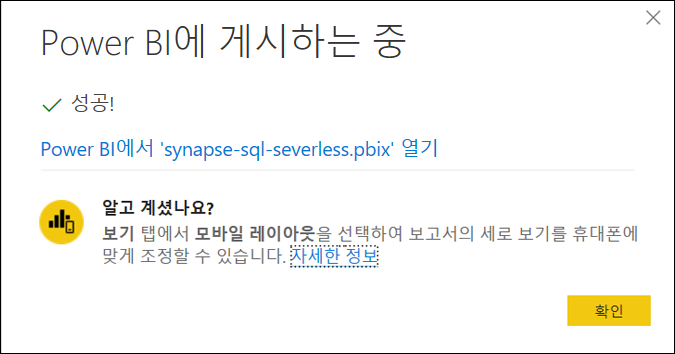 Power BI에 게시하는 중
성공!
Power BI에서 'synapse-sql-severless.pbix' 열기
알고 계셨나요?
보기 탭에서 모바일 레이아웃을 선택하여 보고서의 세로 보기를 휴대폰에
맞게 조정할 수 있습니다. 자세한 정보
확인